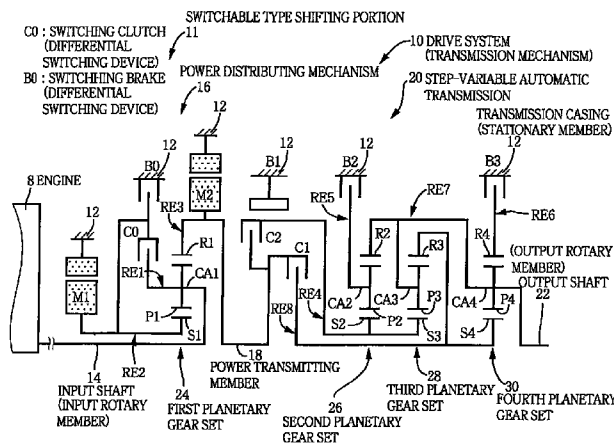 SWITCHABLE TYPE SHIFTING PORTION
C0 : SWITCHING CLUTCH
(DIFFERENTIAL
SWITCHING DEVICE)
B0 : SWITCHHING BRAKE
(DIFFERENTIAL
SWITCHING DEVICE)
11
10 DRIVE SYSTEM
(TRANSMISSION MECHANISM)
POWER DISTRIBUTING MECHANISM
16
20 STEP-VARIABLE AUTOMATIC
TRANSMISSION
TRANSMISSION CASING
(STATIONARY MEMBER)
12
12
12
12
12
12
B0
B1
B2
B3
8 ENGINE
M2
RE3
RE5
RE7
RE6
C0
R1
C2
C1
R2
R3
R4
(OUTPUT ROTARY
MEMBER)
OUTPUT SHAFT
M1
RE1
CA1
RE4
CA2
CA3
CA4
P1
S1
RE8
S2
P2
P3
S3
P4
S4
22
RE2
14
INPUT SHAFT
(INPUT ROTARY
MEMBER)
24
FIRST PLANETARY
GEAR SET
18
POWER TRANSMITTING
MEMBER
26
SECOND PLANETARY
GEAR SET
28
THIRD PLANETARY
GEAR SET
30
FOURTH PLANETARY
GEAR SET